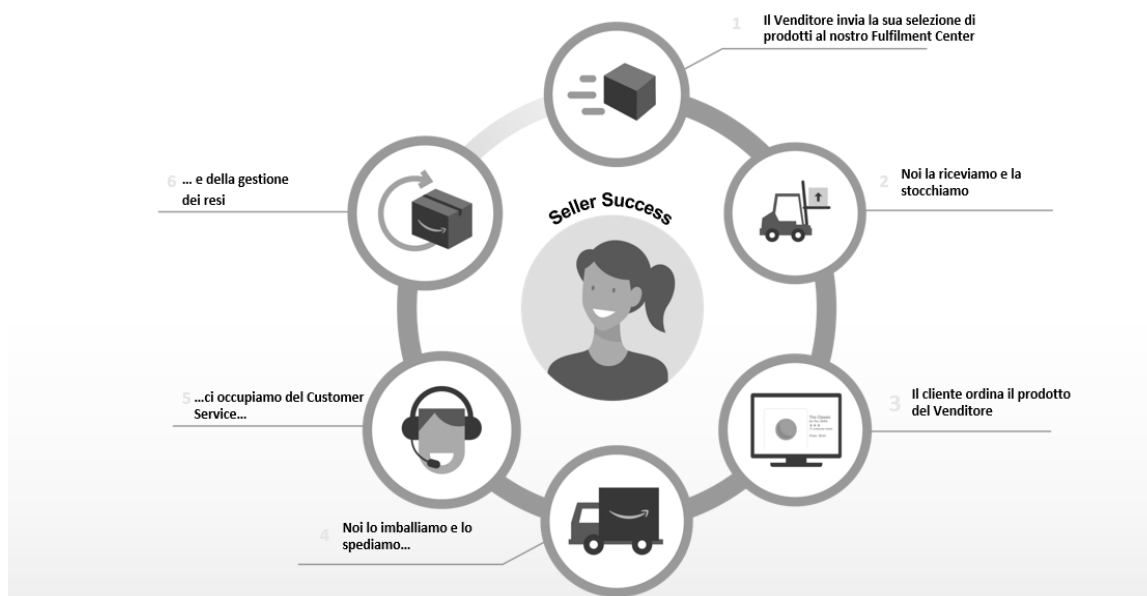 1
Il Venditore invia la sua selezione di
prodotti al nostro Fulfilment Center
2
Noi la riceviamo e la
stocchiamo
3
Il cliente ordina il prodotto
del Venditore
4
Noi lo imballiamo e lo
spediamo...
5
...ci occupiamo del Customer
Service...
6
... e della gestione
dei resi
Seller Success
The Classic